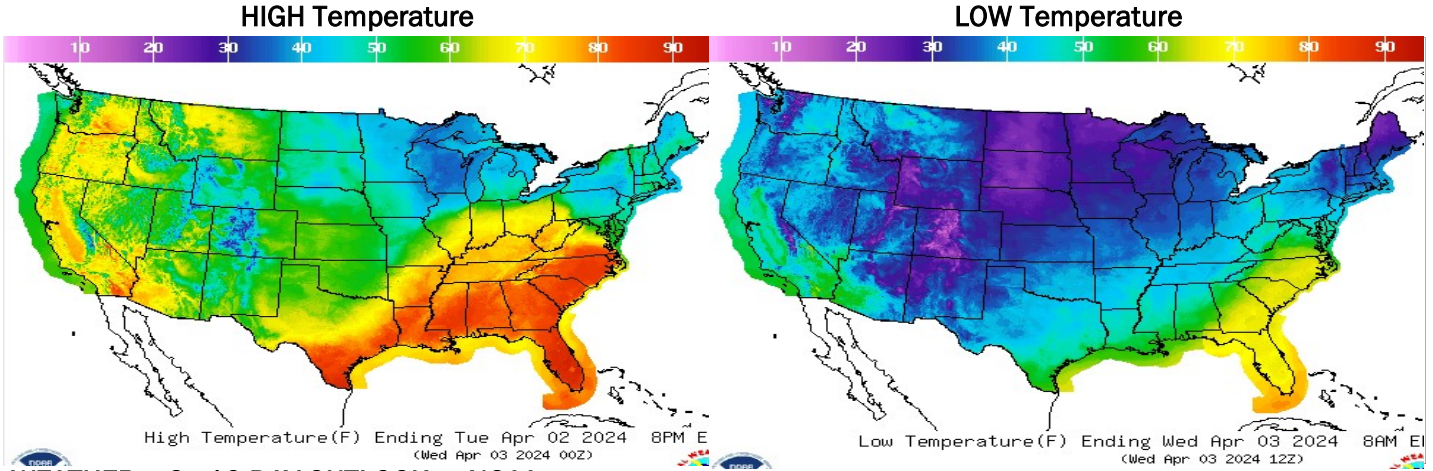 HIGH Temperature
LOW Temperature
10 20 30 40 50 60 70 80 90
10 20 30 40 50 60 70 80 90
High Temperature(F) Ending Tue Apr 02 2024 8PM E
(Wed Apr 03 2024 00Z)
Low Temperature(F) Ending Wed Apr 03 2024 8AM E
(Wed Apr 03 2024 12Z)